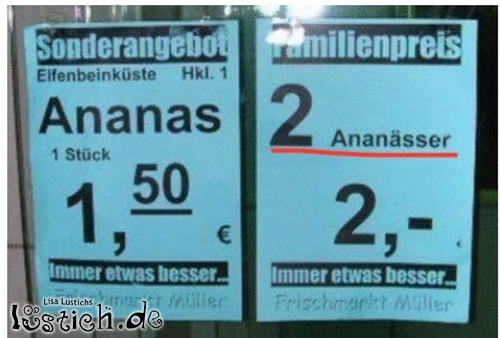 Sonderangebot
Elfenbeinküste Hkl. 1
Ananas
1 Stück
1,50 €
Immer etwas besser...
Frischmarkt Müller
Familienpreis
2 Ananässer
2,- €
Immer etwas besser...
Frischmarkt Müller
Lisa Lustichs
lustich.de